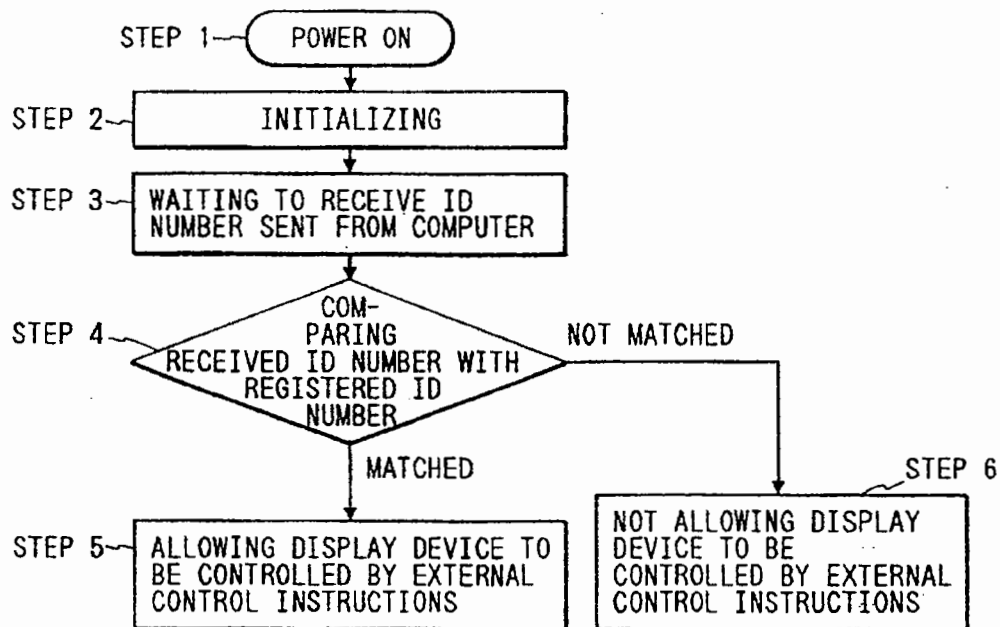 STEP 1
POWER ON
STEP 2
INITIALIZING
STEP 3
WAITING TO RECEIVE ID
NUMBER SENT FROM COMPUTER
STEP 4
COM-
PARING
RECEIVED ID NUMBER WITH
REGISTERED ID
NUMBER
NOT MATCHED
MATCHED
STEP 5
ALLOWING DISPLAY DEVICE TO
BE CONTROLLED BY EXTERNAL
CONTROL INSTRUCTIONS
STEP 6
NOT ALLOWING DISPLAY
DEVICE TO BE
CONTROLLED BY EXTERNAL
CONTROL INSTRUCTIONS